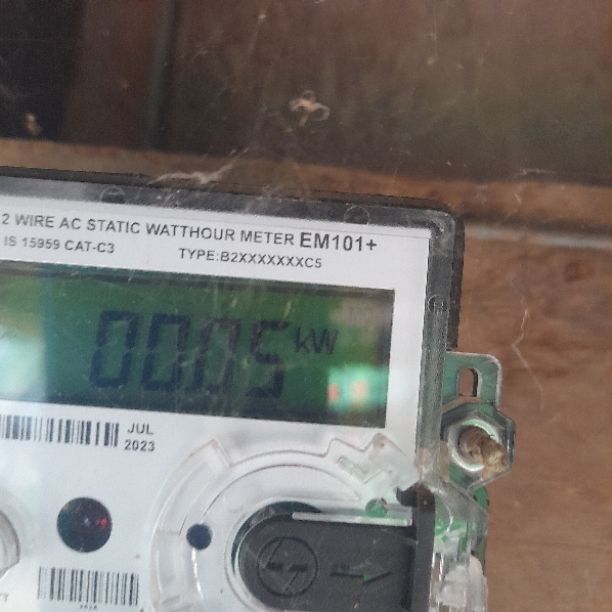 2 WIRE AC STATIC WATTHOUR METER EM101+
IS 15959 CAT-C3
TYPE:B2XXXXXXXC5
0005 kW
JUL
2023